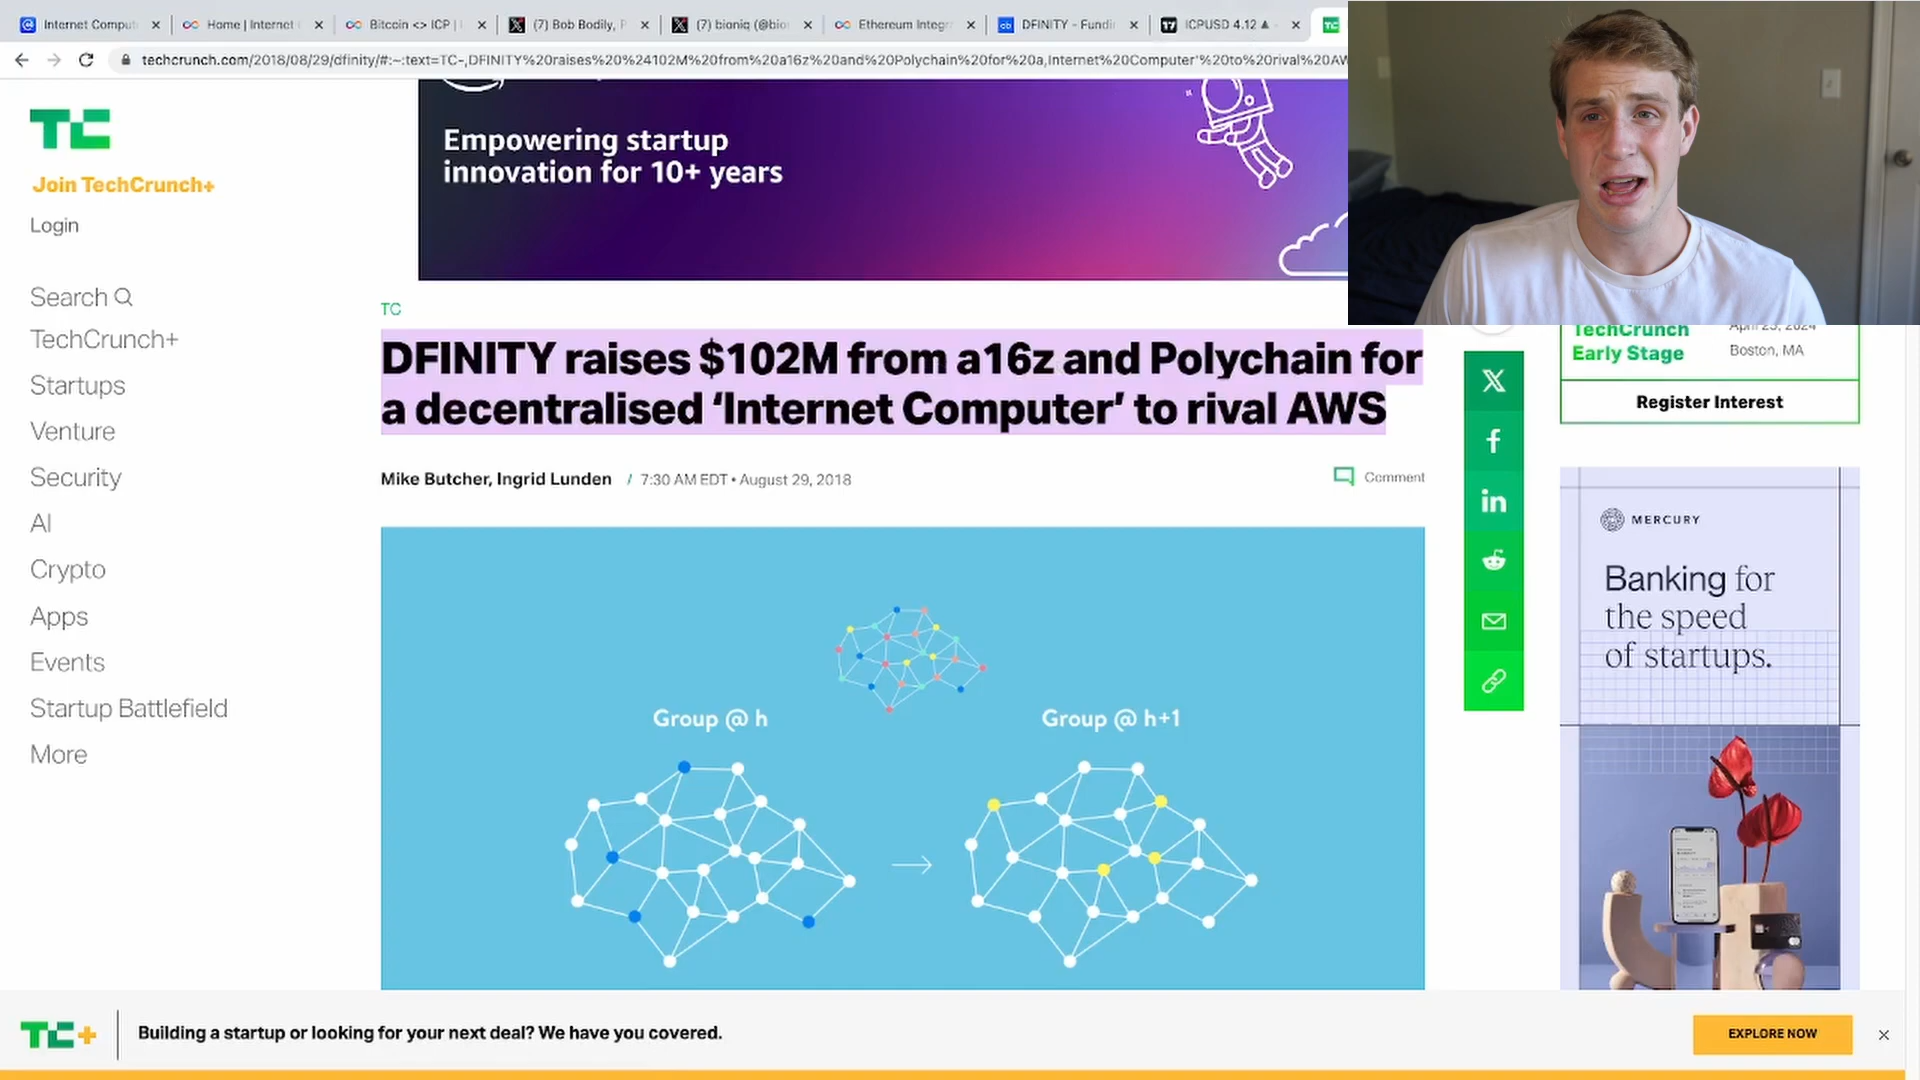 Internet Comput
Home | Internet
Bitcoin <> ICP |
(7) Bob Bodily, P
(7) bioniq (@bio
Ethereum Integr
DFINITY - Fundi
ICPUSD 4.12 ▲
techcrunch.com/2018/08/29/dfinity/#:~:text=TC-,DFINITY%20raises%20%24102M%20from%20a16z%20and%20Polychain%20for%20a,Internet%20Computer'%20to%20rival%20AW
TC
Join TechCrunch+
Login
Search
TechCrunch+
Startups
Venture
Security
AI
Crypto
Apps
Events
Startup Battlefield
More
Empowering startup
innovation for 10+ years
TC
DFINITY raises $102M from a16z and Polychain for
a decentralised ‘Internet Computer’ to rival AWS
Mike Butcher, Ingrid Lunden / 7:30 AM EDT • August 29, 2018
Comment
Group @ h
Group @ h+1
TechCrunch
Early Stage
April 25, 2024
Boston, MA
Register Interest
MERCURY
Banking for
the speed
of startups.
TC+
Building a startup or looking for your next deal? We have you covered.
EXPLORE NOW